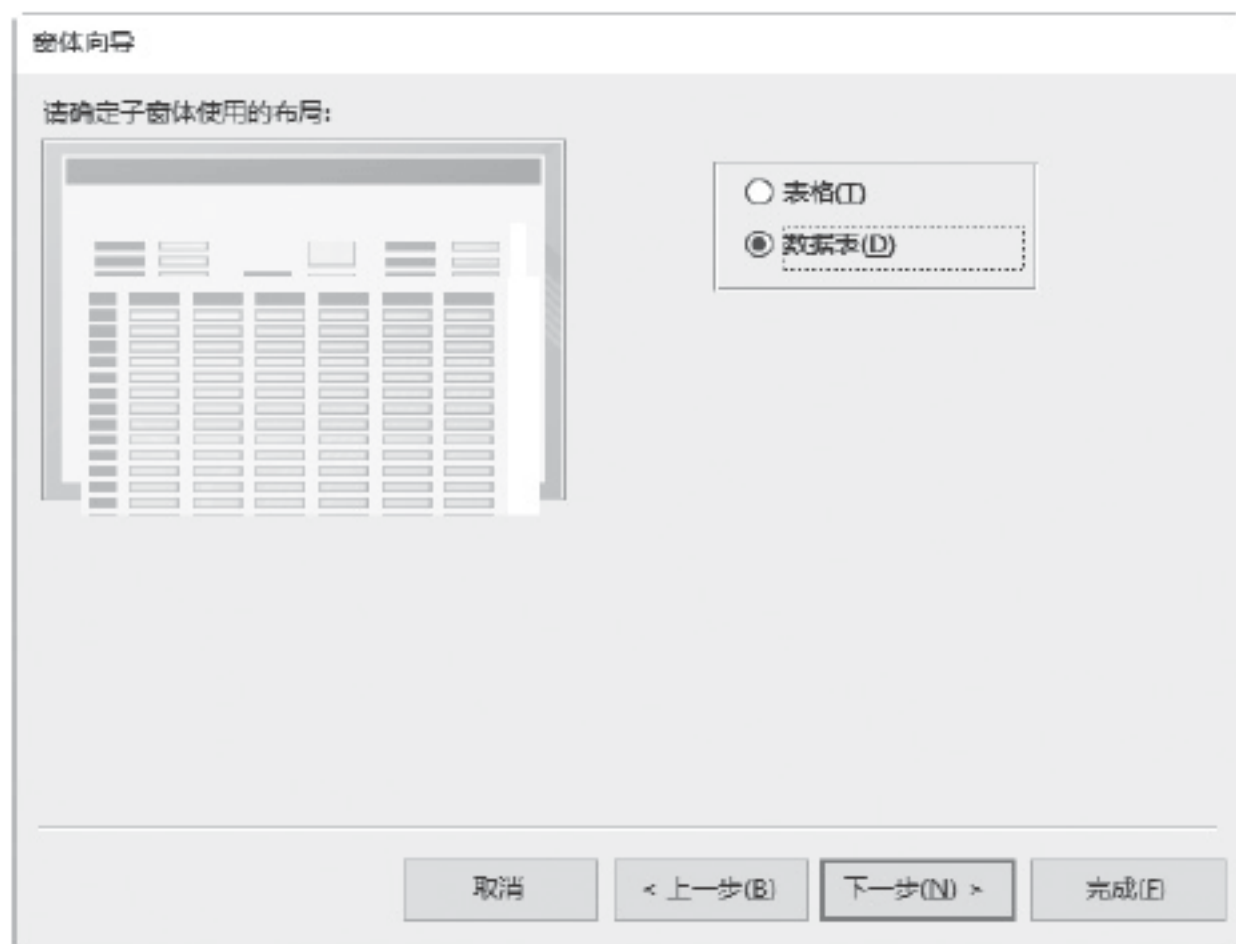 窗体向导
请确定子窗体使用的布局:
表格(T)
数据表(D)
取消
< 上一步(B)
下一步(N) >
完成(F)